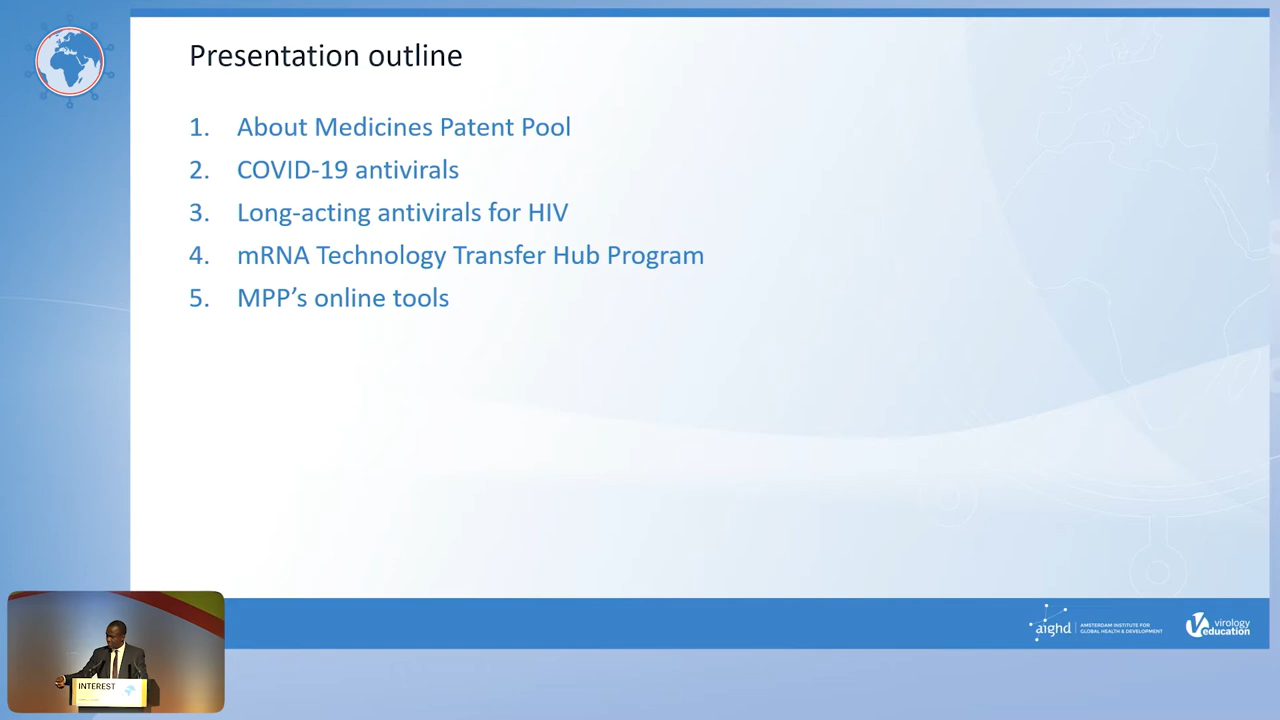 Presentation outline
1. About Medicines Patent Pool
2. COVID-19 antivirals
3. Long-acting antivirals for HIV
4. mRNA Technology Transfer Hub Program
5. MPP’s online tools
aighd
AMSTERDAM INSTITUTE FOR
GLOBAL HEALTH & DEVELOPMENT
virology
education
INTEREST